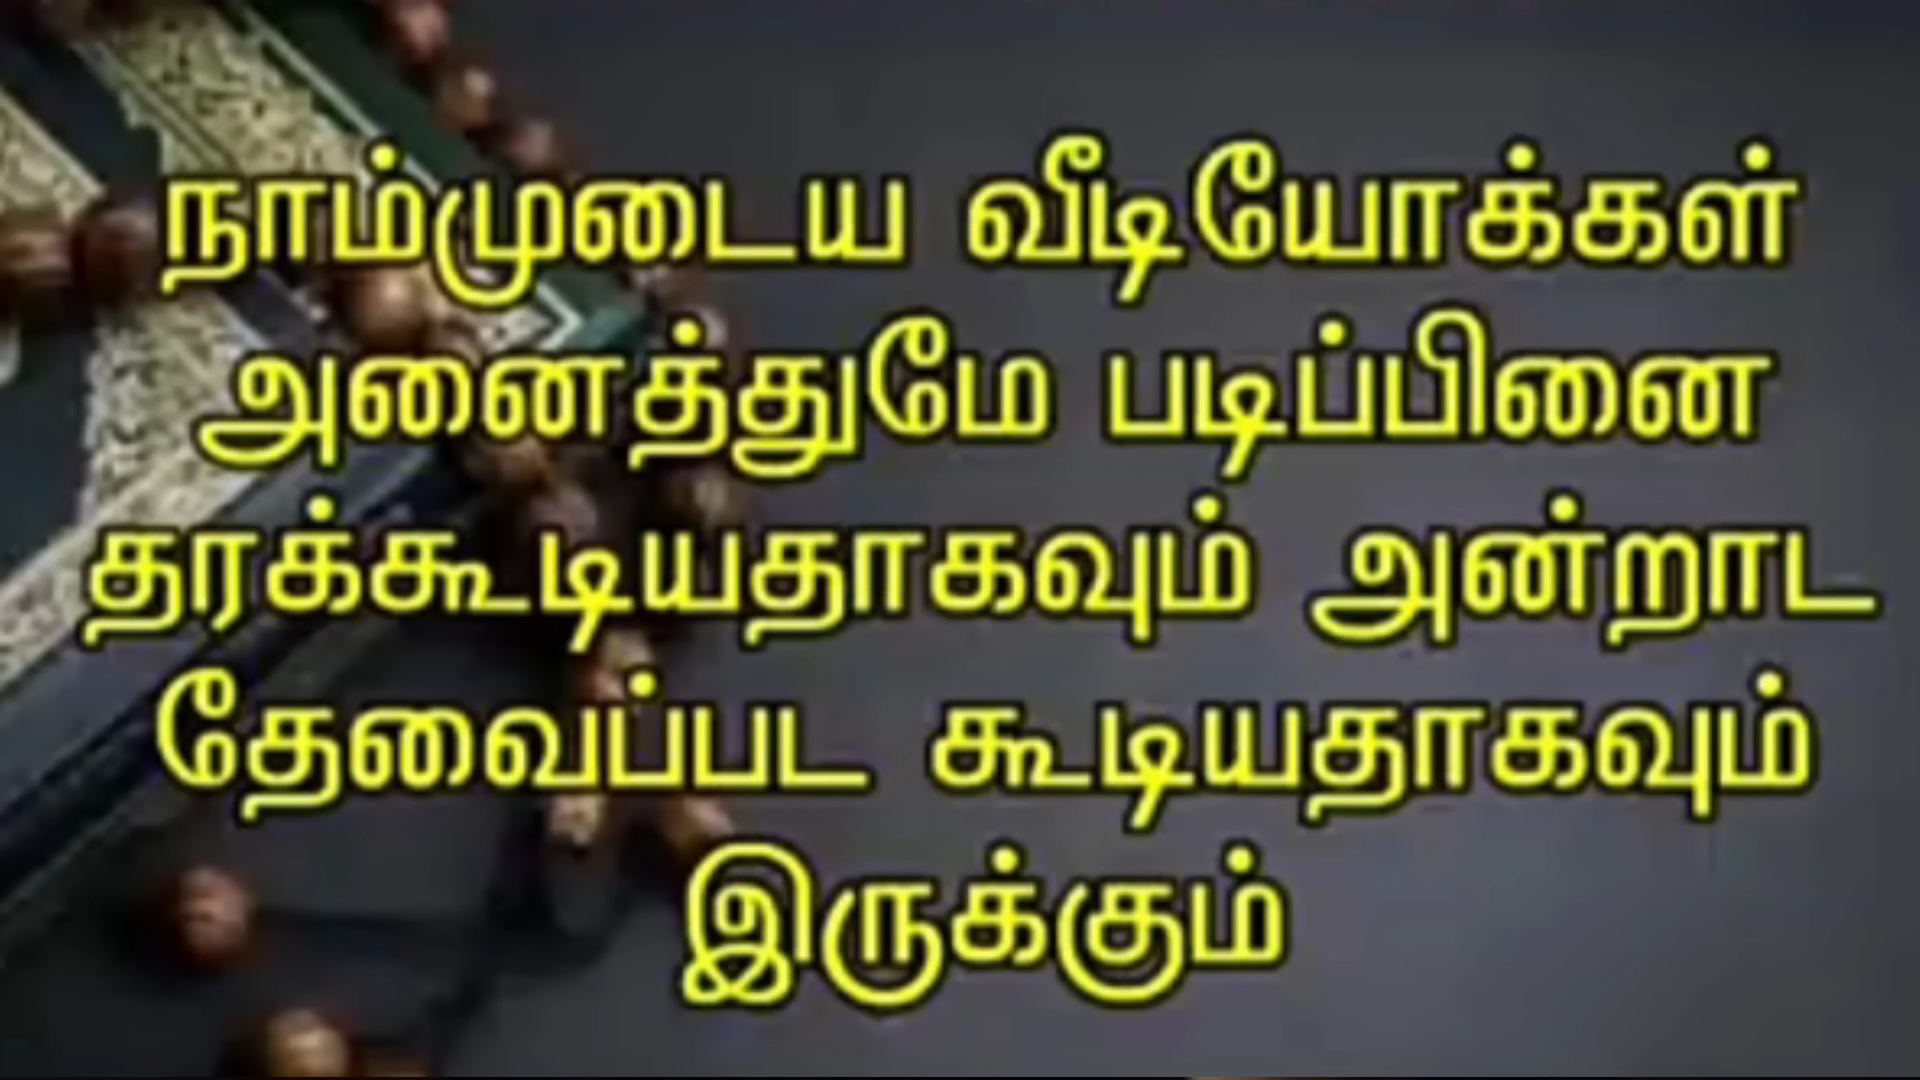 நாம்முடைய வீடியோக்கள்
அனைத்துமே படிப்பினை
தரக்கூடியதாகவும் அன்றாட
தேவைப்பட கூடியதாகவும்
இருக்கும்